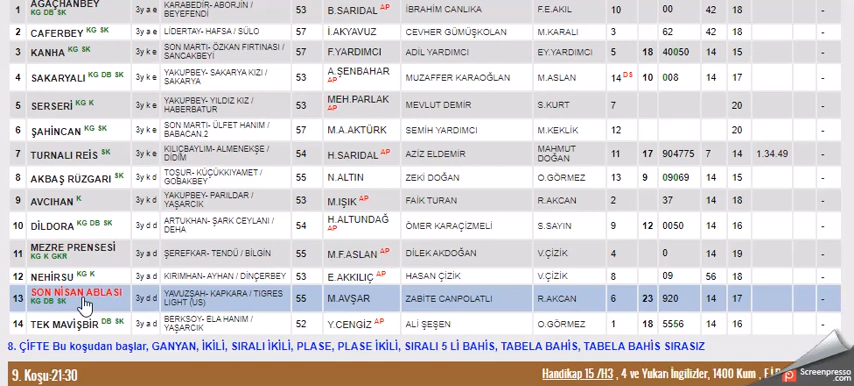 1 AĞAÇHANBEY KG DB SK 3y a e KARABEDİR- ABORJİN / BEYEFENDİ 53 B.SARIDAL AP İBRAHİM CANLIKA F.E.AKIL 10 00 42 18 -
2 CAFERBEY KG SK 3y a e LİDERTAY- HAFSA / SÜLO 57 İ.AKYAVUZ CEVHER GÜMÜŞKOLAN M.KARALI 3 62 42 18 -
3 KANHA KG SK 3y k e SON MARTI- ÖZKAN FIRTINASI / SANCAKBEYİ 57 F.YARDIMCI ADİL YARDIMCI EY.YARDIMCI 5 18 40050 14 15 -
4 SAKARYALI KG DB SK 3y k e YAKUPBEY- SAKARYA KIZI / SAKARYA 53 A.ŞENBAHAR AP MUZAFFER KARAOĞLAN M.ASLAN 14 DS 10 008 14 17 -
5 SERSERİ KG K 3y k e YAKUPBEY- YILDIZ KIZ / HABERBATUR 53 MEH.PARLAK AP MEVLUT DEMİR S.KURT 7 20 -
6 ŞAHİNCAN KG SK 3y k e SON MARTI- ÜLFET HANIM / BABACAN.2 57 M.A.AKTÜRK SEMİH YARDIMCI M.KEKLİK 12 20 -
7 TURNALI REİS SK 3y k e KILIÇBAYLIM- ALMENEKŞE / DİDİM 54 H.SARIDAL AP AZİZ ELDEMİR MAHMUT DOĞAN 11 17 904775 7 14 1.34.49 -
8 AKBAŞ RÜZGARI SK 3y k d TOSUR- KÜÇÜKKIYAMET / GOBAKBEY 55 N.ALTIN ZEKİ DOĞAN O.GÖRMEZ 13 9 09069 14 15 -
9 AVCIHAN K 3y k d YAKUPBEY- PARILDAR / YAŞARCIK 53 M.IŞIK AP FAİK TURAN R.AKCAN 2 37 14 18 -
10 DİLDORA KG DB SK 3y a d ARTUKHAN- ŞARK CEYLANI / DEHA 54 H.ALTUNDAĞ AP ÖMER KARAÇİZMELİ S.SAYIN 9 12 0050 14 16 -
11 MEZRE PRENSESİ KG K GKR 3y a d ŞEREFKAR- TENDÜ / BİLGİN 55 M.F.ASLAN AP DİLEK AKDOĞAN V.ÇİZİK 4 0 14 19 -
12 NEHİRSU KG K 3y a d KIRIMHAN- AYHAN / DİNÇERBEY 53 E.AKKILIÇ AP HASAN ÇİZİK V.ÇİZİK 8 09 56 18 -
13 SON NİSAN ABLASI KG DB SK 3y d d YAVUZŞAH- KAPKARA / TIGRES LIGHT (US) 55 M.AVŞAR ZABİTE CANPOLATLI R.AKCAN 6 23 920 14 17 -
14 TEK MAVİŞBİR DB SK 3y a d BERKSOY- ELA HANIM / YAŞARCIK 52 Y.CENGİZ AP ALİ ŞEŞEN O.GÖRMEZ 1 18 5556 14 16 -
8. ÇİFTE Bu koşudan başlar, GANYAN, İKİLİ, SIRALI İKİLİ, PLASE, PLASE İKİLİ, SIRALI 5 Lİ BAHİS, TABELA BAHİS, TABELA BAHİS SIRASIZ
9. Koşu-21:30 Handikap 15 /H3 , 4 ve Yukarı İngilizler, 1400 Kum
Screenpresso.com